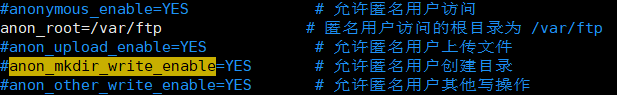 #anonymous_enable=YES # 允许匿名用户访问
anon_root=/var/ftp # 匿名用户访问的根目录为 /var/ftp
#anon_upload_enable=YES # 允许匿名用户上传文件
#anon_mkdir_write_enable=YES # 允许匿名用户创建目录
#anon_other_write_enable=YES # 允许匿名用户其他写操作